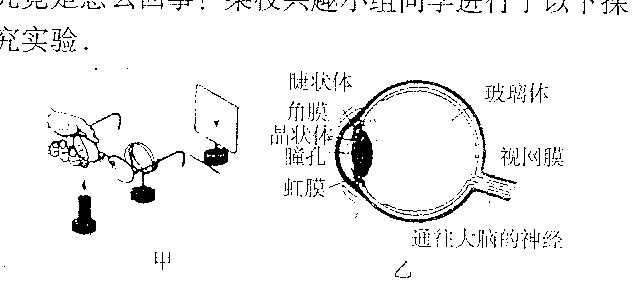 究竟是怎么回事？某校兴趣小组同学进行了以下探
究实验．
睫状体
角膜
晶状体
瞳孔
虹膜
玻璃体
视网膜
通往大脑的神经
甲
乙